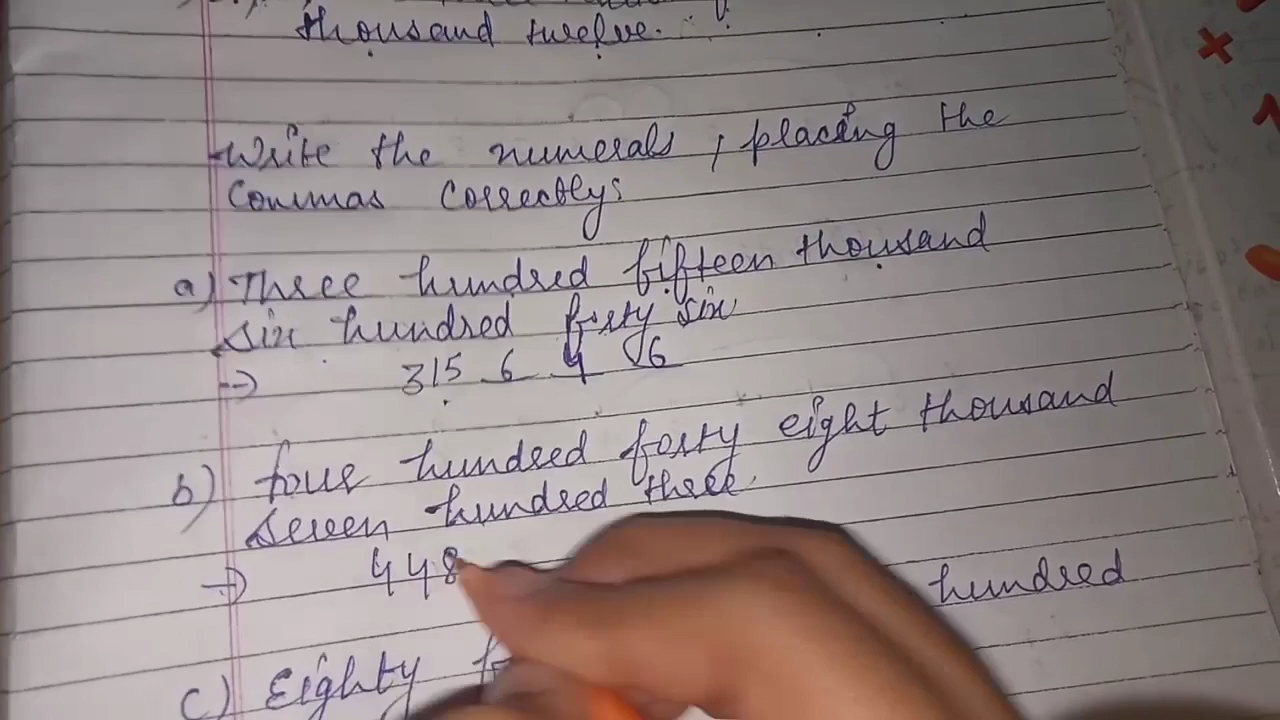 thousand twelve.
Write the numerals, placing the
Commas correctly:
a) Three hundred fifteen thousand
six hundred forty six
→ 315 6 4 6
b) four hundred forty eight thousand
seven hundred three.
→ 448
hundred
c) Eighty